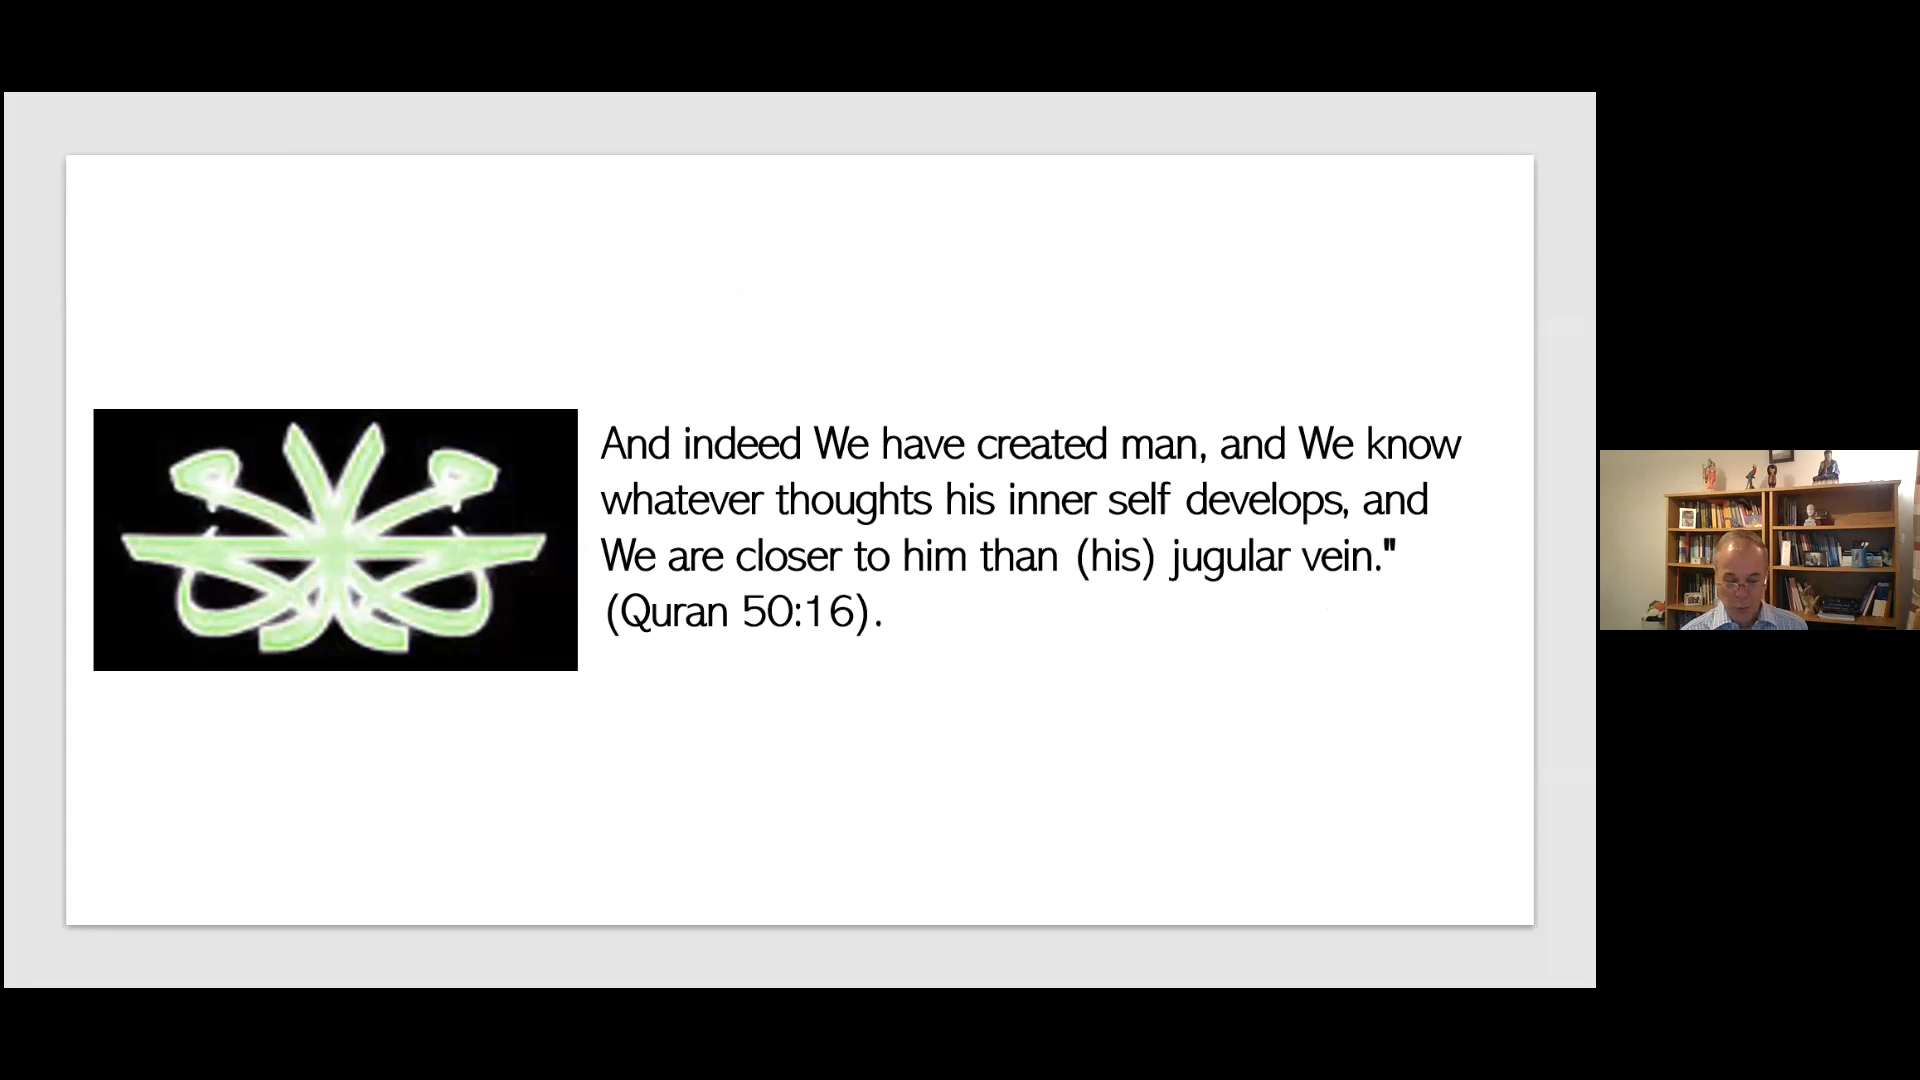 And indeed We have created man, and We know
whatever thoughts his inner self develops, and
We are closer to him than (his) jugular vein."
(Quran 50:16).